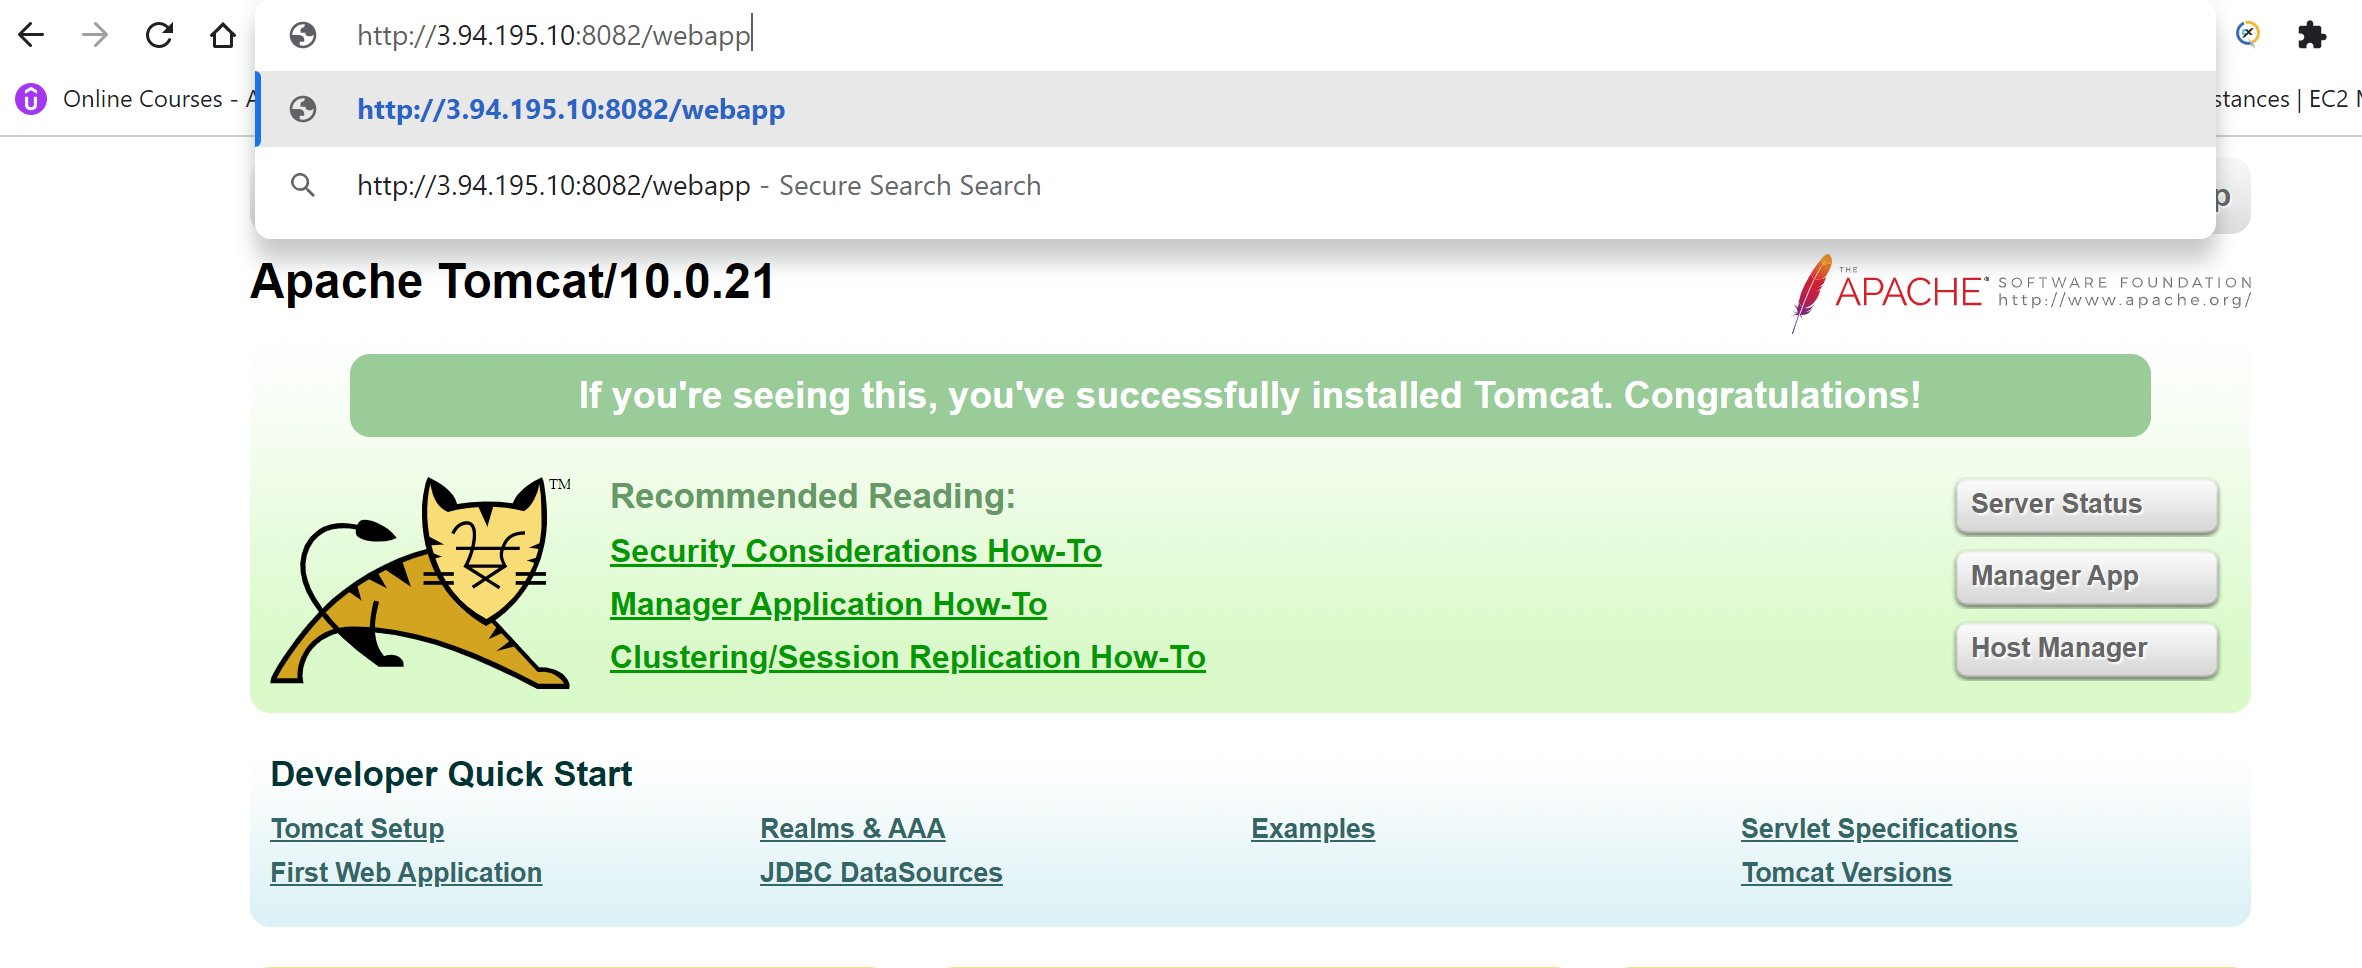 http://3.94.195.10:8082/webapp
Online Courses - A
http://3.94.195.10:8082/webapp
stances | EC2 M
http://3.94.195.10:8082/webapp - Secure Search Search
p
Apache Tomcat/10.0.21
THE
APACHE® SOFTWARE FOUNDATION
http://www.apache.org/
If you're seeing this, you've successfully installed Tomcat. Congratulations!
TM
Recommended Reading:
Security Considerations How-To
Manager Application How-To
Clustering/Session Replication How-To
Server Status
Manager App
Host Manager
Developer Quick Start
Tomcat Setup
Realms & AAA
Examples
Servlet Specifications
First Web Application
JDBC DataSources
Tomcat Versions